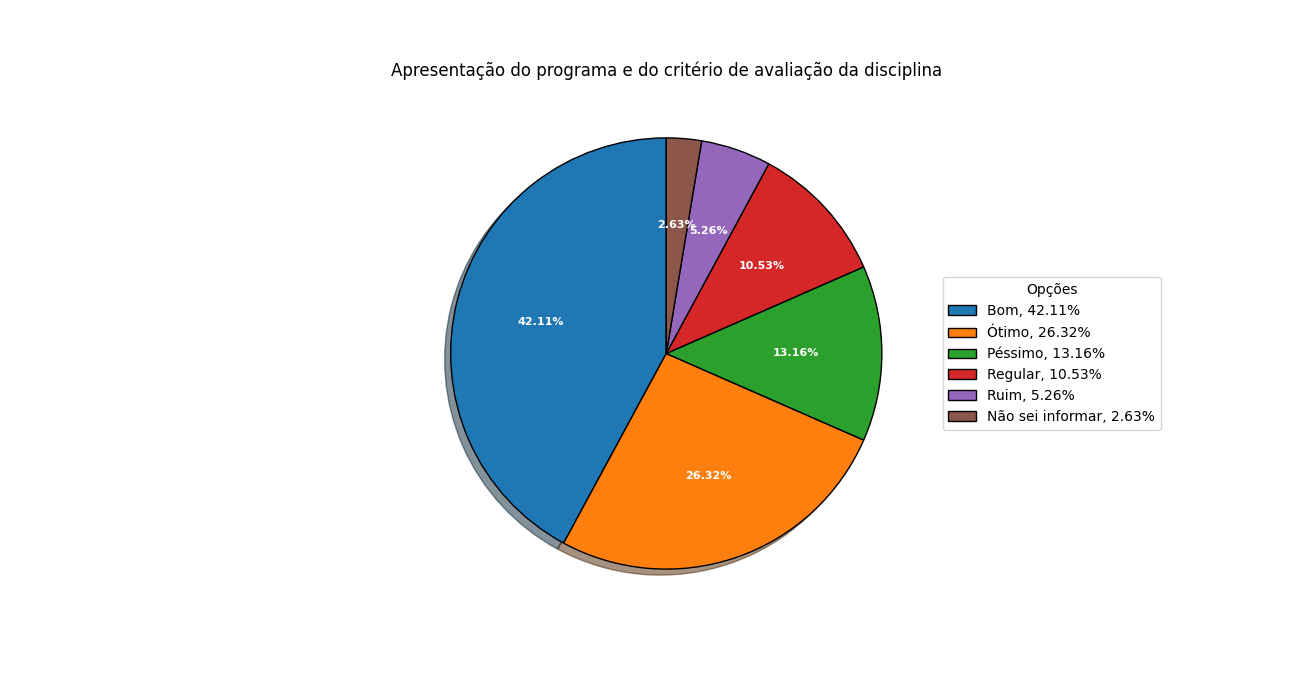 Apresentação do programa e do critério de avaliação da disciplina
2.63%
5.26%
10.53%
42.11%
13.16%
26.32%
Opções
Bom, 42.11%
Ótimo, 26.32%
Péssimo, 13.16%
Regular, 10.53%
Ruim, 5.26%
Não sei informar, 2.63%